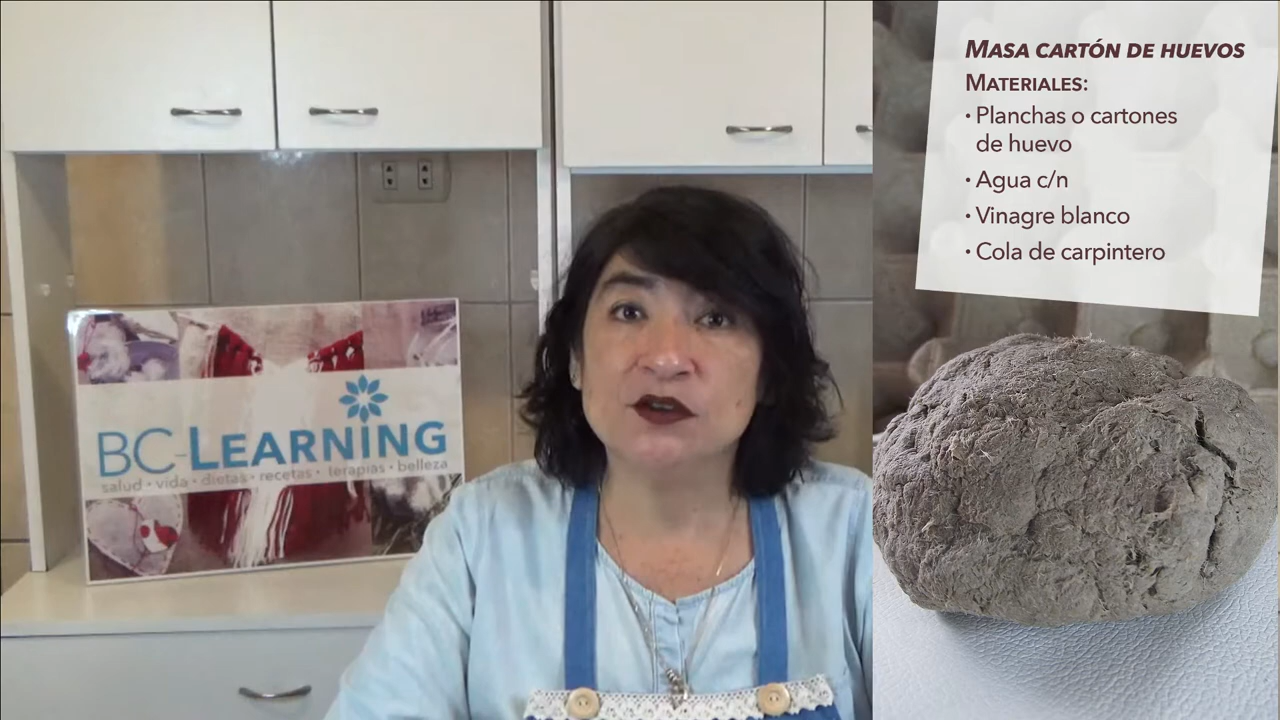 BC-LEARNING
salud • vida • dietas • recetas • terapias • belleza
MASA CARTÓN DE HUEVOS
MATERIALES:
• Planchas o cartones
de huevo
• Agua c/n
• Vinagre blanco
• Cola de carpintero